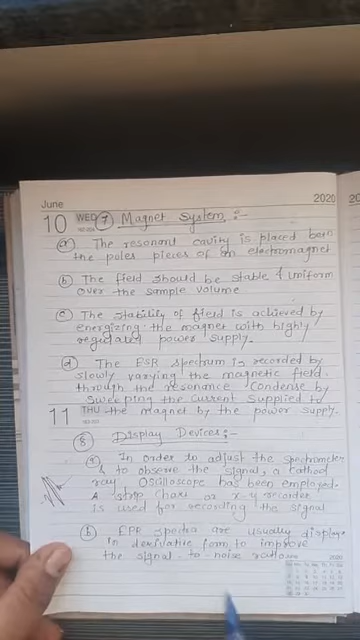 June 2020
10 WED 7 Magnet System :-
(a) The resonant cavity is placed betn
the poles pieces of an electromagnet
(b) The field should be stable & uniform
over the sample volume
(c) The stability of field is achieved by
energizing the magnet with highly
regulated power supply.
(d) The ESR spectrum is recorded by
slowly varying the magnetic field
through the resonance condense by
sweeping the current supplied to
11 THU the magnet by the power supply.
(8) Display Devices:-
(a) In order to adjust the spectrometer
& to observe the signal, a cathod
ray Oscilloscope has been employed.
A strip chart or x-y recorder
is used for recording the signal
(b) EPR spectra are usually display
in derivative form to improve
the signal-to-noise ratio
2020